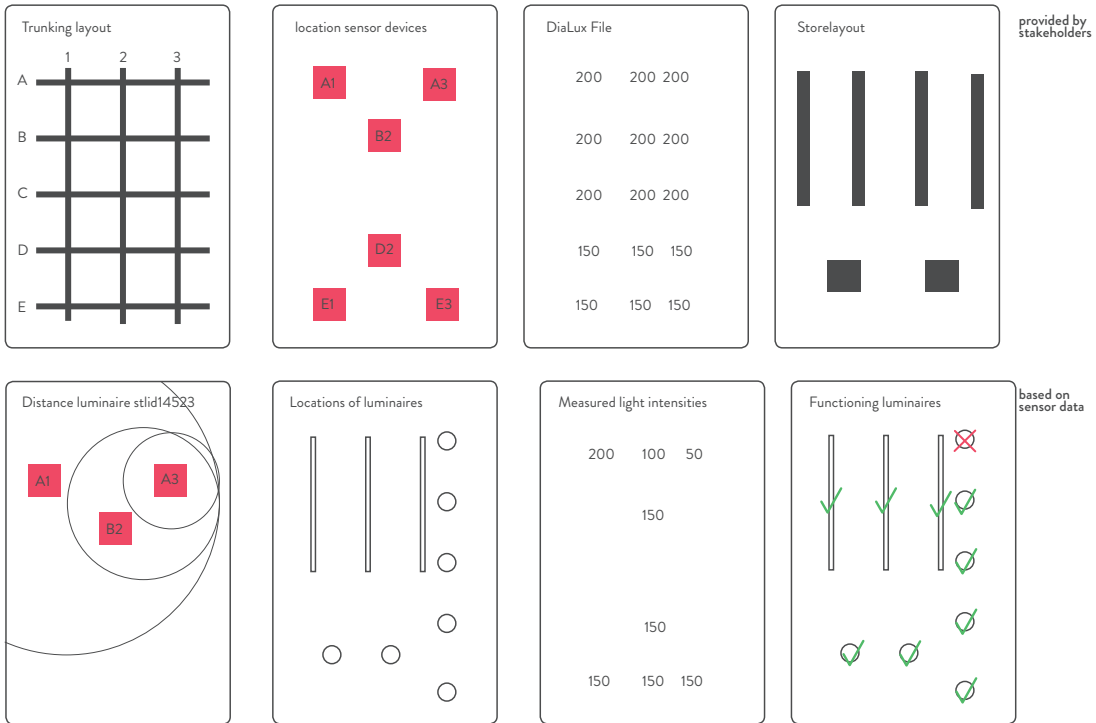 Trunking layout
1 2 3
A
B
C
D
E
location sensor devices
A1 A3
B2
D2
E1 E3
DiaLux File
200 200 200
200 200 200
200 200 200
150 150 150
150 150 150
Storelayout
provided by
stakeholders
Distance luminaire stlid14523
A1 A3
B2
Locations of luminaires
Measured light intensities
200 100 50
150
150
150 150 150
Functioning luminaires
based on
sensor data